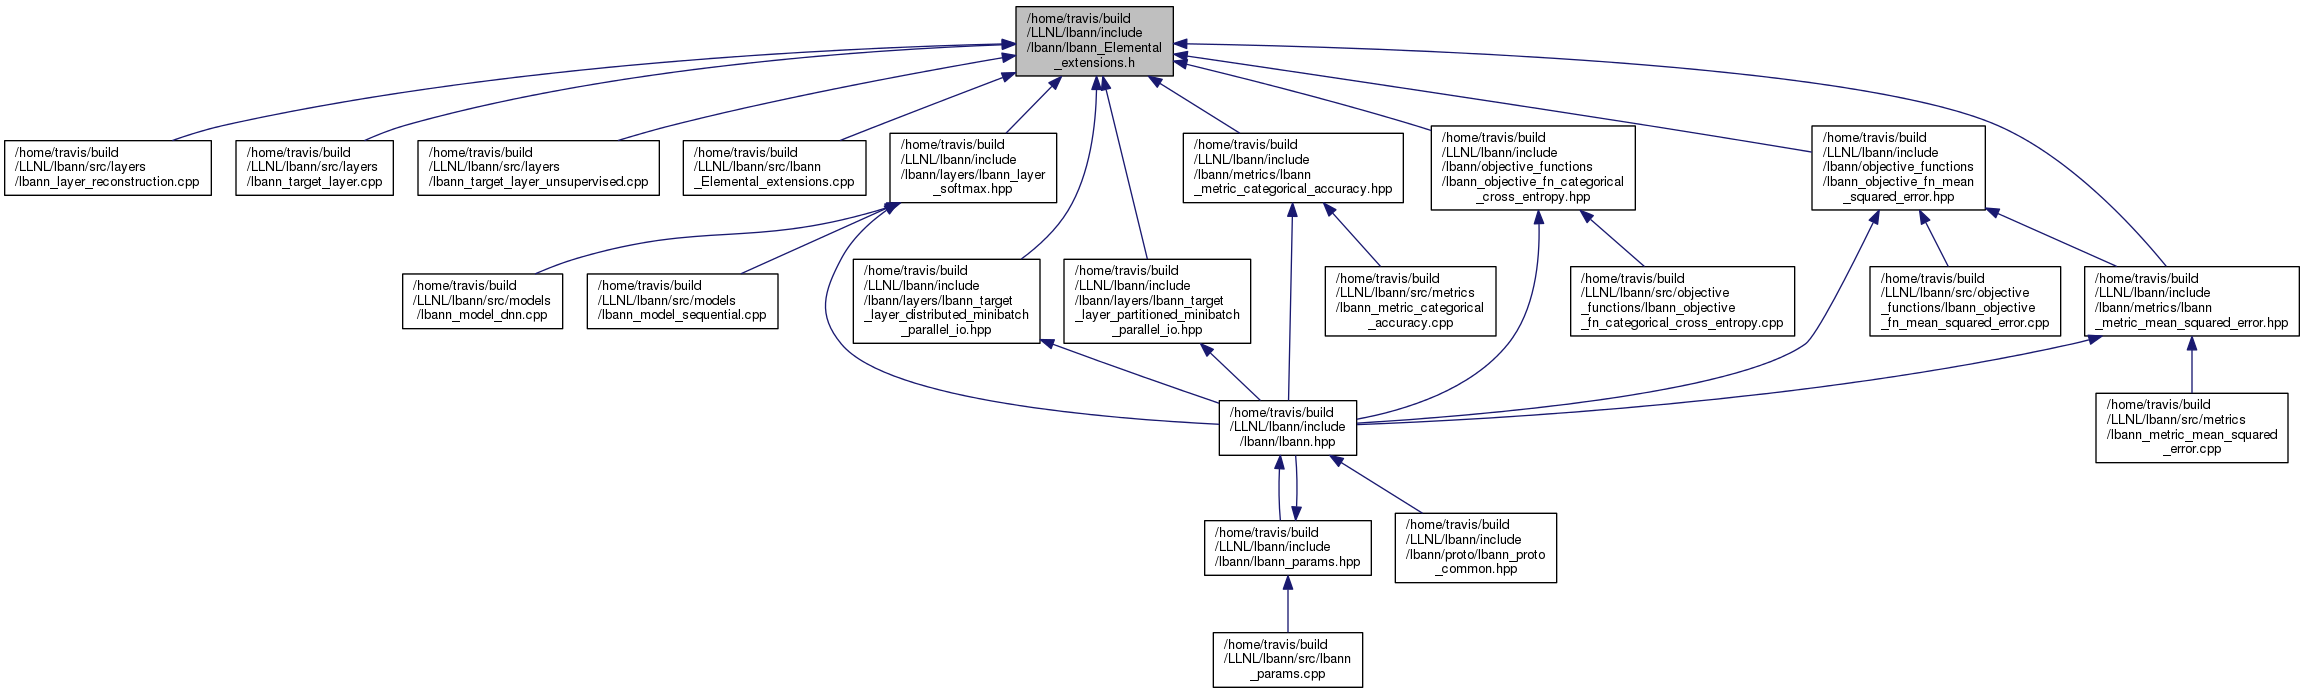 /home/travis/build
/LLNL/lbann/include
/lbann/lbann_Elemental
_extensions.h
/home/travis/build
/LLNL/lbann/src/layers
/lbann_layer_reconstruction.cpp
/home/travis/build
/LLNL/lbann/src/layers
/lbann_target_layer.cpp
/home/travis/build
/LLNL/lbann/src/layers
/lbann_target_layer_unsupervised.cpp
/home/travis/build
/LLNL/lbann/src/lbann
_Elemental_extensions.cpp
/home/travis/build
/LLNL/lbann/include
/lbann/layers/lbann_layer
_softmax.hpp
/home/travis/build
/LLNL/lbann/include
/lbann/metrics/lbann
_metric_categorical_accuracy.hpp
/home/travis/build
/LLNL/lbann/include
/lbann/objective_functions
/lbann_objective_fn_categorical
_cross_entropy.hpp
/home/travis/build
/LLNL/lbann/include
/lbann/objective_functions
/lbann_objective_fn_mean
_squared_error.hpp
/home/travis/build
/LLNL/lbann/src/models
/lbann_model_dnn.cpp
/home/travis/build
/LLNL/lbann/src/models
/lbann_model_sequential.cpp
/home/travis/build
/LLNL/lbann/include
/lbann/layers/lbann_target
_layer_distributed_minibatch
_parallel_io.hpp
/home/travis/build
/LLNL/lbann/include
/lbann/layers/lbann_target
_layer_partitioned_minibatch
_parallel_io.hpp
/home/travis/build
/LLNL/lbann/src/metrics
/lbann_metric_categorical
_accuracy.cpp
/home/travis/build
/LLNL/lbann/src/objective
_functions/lbann_objective
_fn_categorical_cross_entropy.cpp
/home/travis/build
/LLNL/lbann/src/objective
_functions/lbann_objective
_fn_mean_squared_error.cpp
/home/travis/build
/LLNL/lbann/include
/lbann/metrics/lbann
_metric_mean_squared_error.hpp
/home/travis/build
/LLNL/lbann/include
/lbann/lbann.hpp
/home/travis/build
/LLNL/lbann/src/metrics
/lbann_metric_mean_squared
_error.cpp
/home/travis/build
/LLNL/lbann/include
/lbann/lbann_params.hpp
/home/travis/build
/LLNL/lbann/include
/lbann/proto/lbann_proto
_common.hpp
/home/travis/build
/LLNL/lbann/src/lbann
_params.cpp